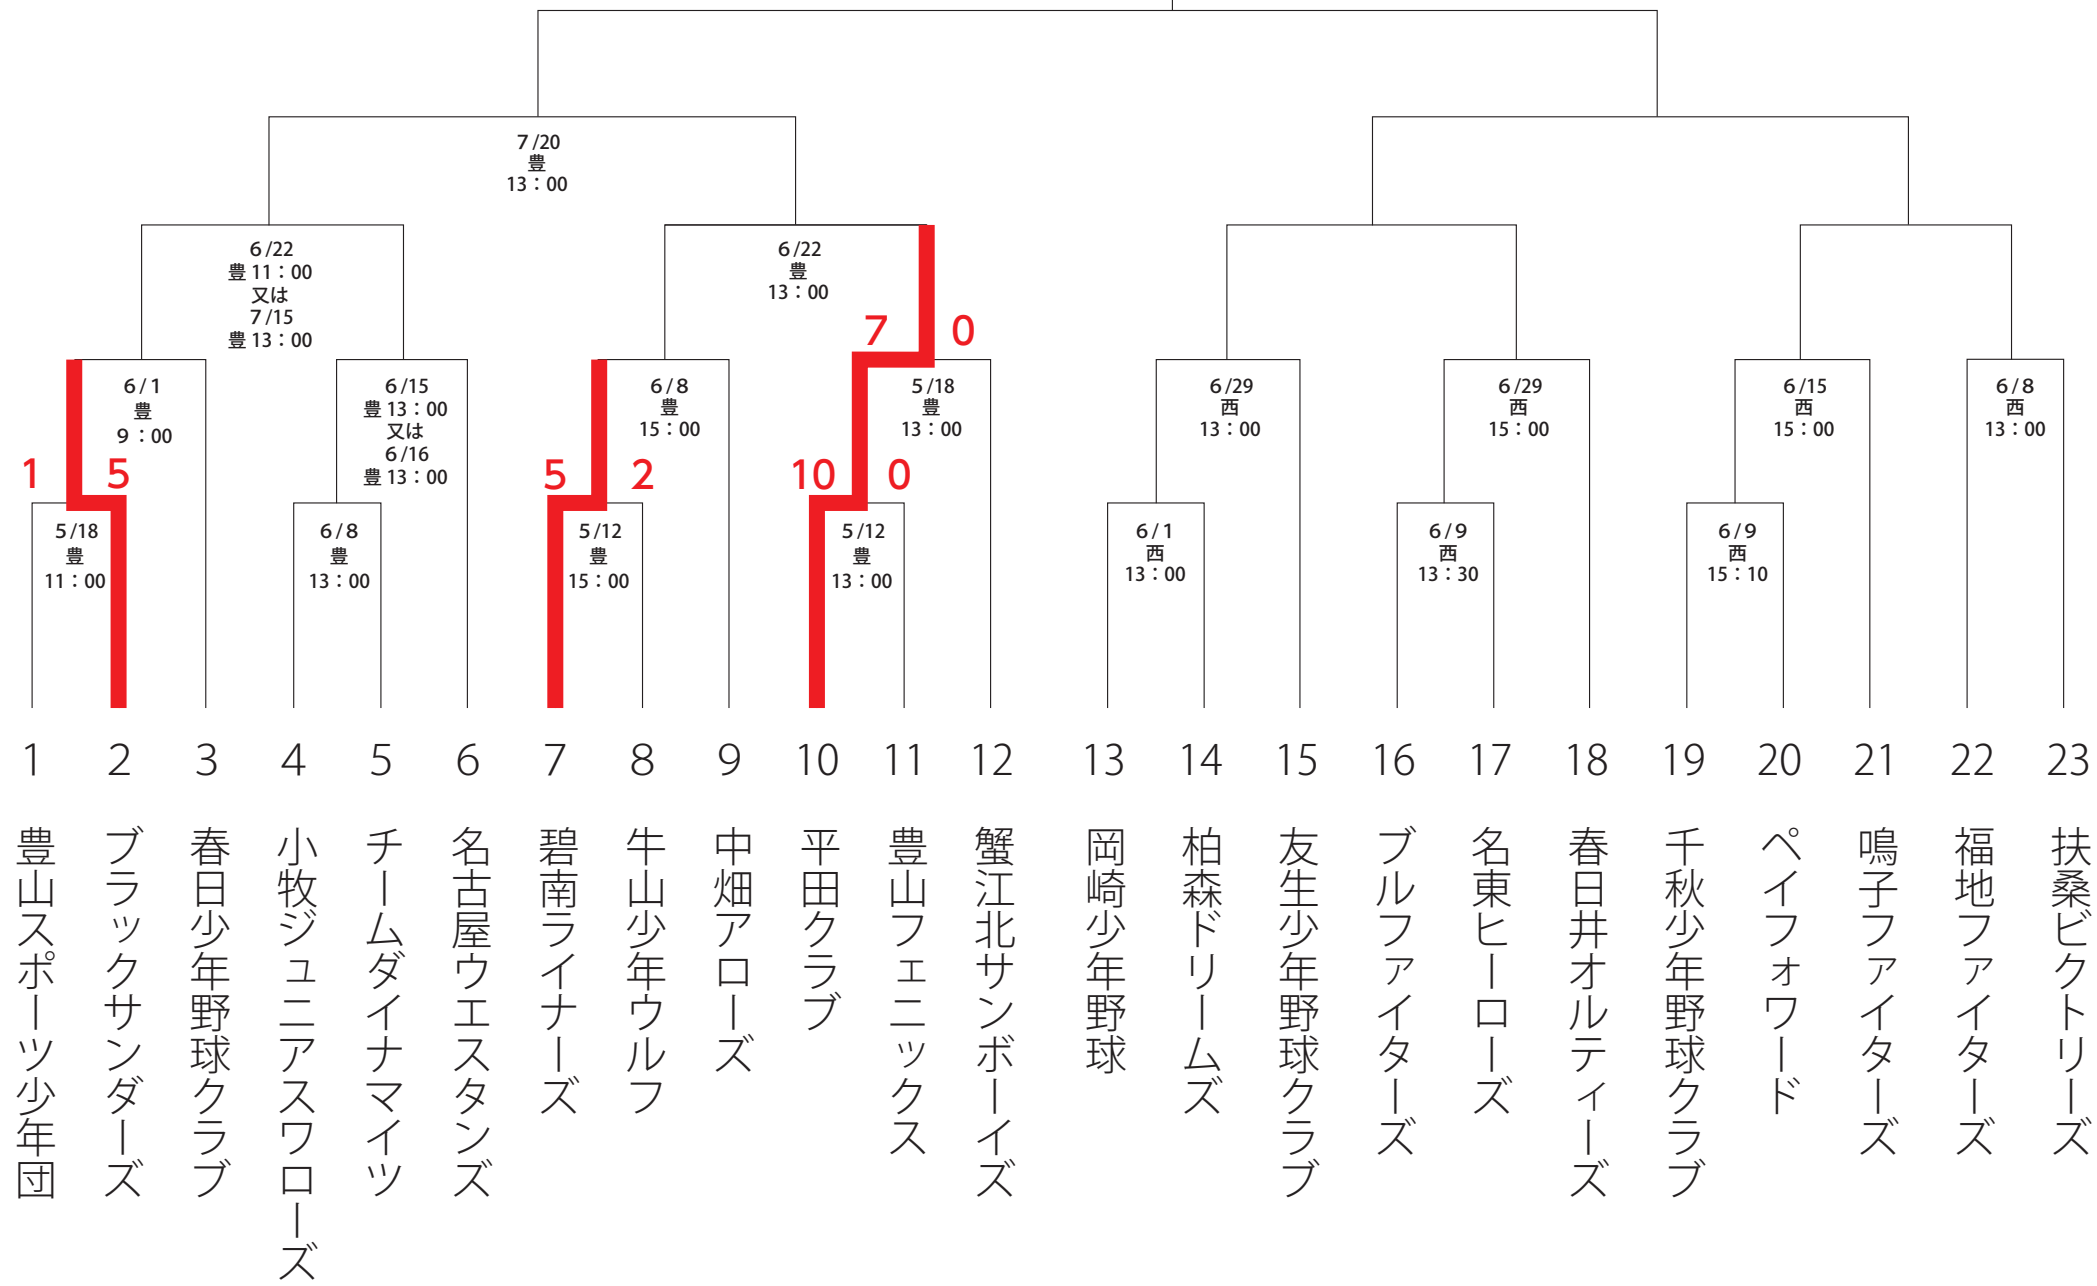 7/20
豊
13：00
6/22
豊 11：00
又は
7/15
豊 13：00
6/22
豊
13：00
7 0
6/1
豊
9：00
6/15
豊 13：00
又は
6/16
豊 13：00
6/8
豊
15：00
5/18
豊
13：00
6/29
西
13：00
6/29
西
15：00
6/15
西
15：00
6/8
西
13：00
1 5
5 2
10 0
5/18
豊
11：00
6/8
豊
13：00
5/12
豊
15：00
5/12
豊
13：00
6/1
西
13：00
6/9
西
13：30
6/9
西
15：10
1 豊山スポーツ少年団
2 ブラックサンダーズ
3 春日少年野球クラブ
4 小牧ジュニアスワローズ
5 チームダイナマイツ
6 名古屋ウエスタンズ
7 碧南ライナーズ
8 牛山少年ウルフ
9 中畑アローズ
10 平田クラブ
11 豊山フェニックス
12 蟹江北サンボーイズ
13 岡崎少年野球
14 柏森ドリームズ
15 友生少年野球クラブ
16 ブルファイターズ
17 名東ヒーローズ
18 春日井オルティーズ
19 千秋少年野球クラブ
20 ペイフォワード
21 鳴子ファイターズ
22 福地ファイターズ
23 扶桑ビクトリーズ